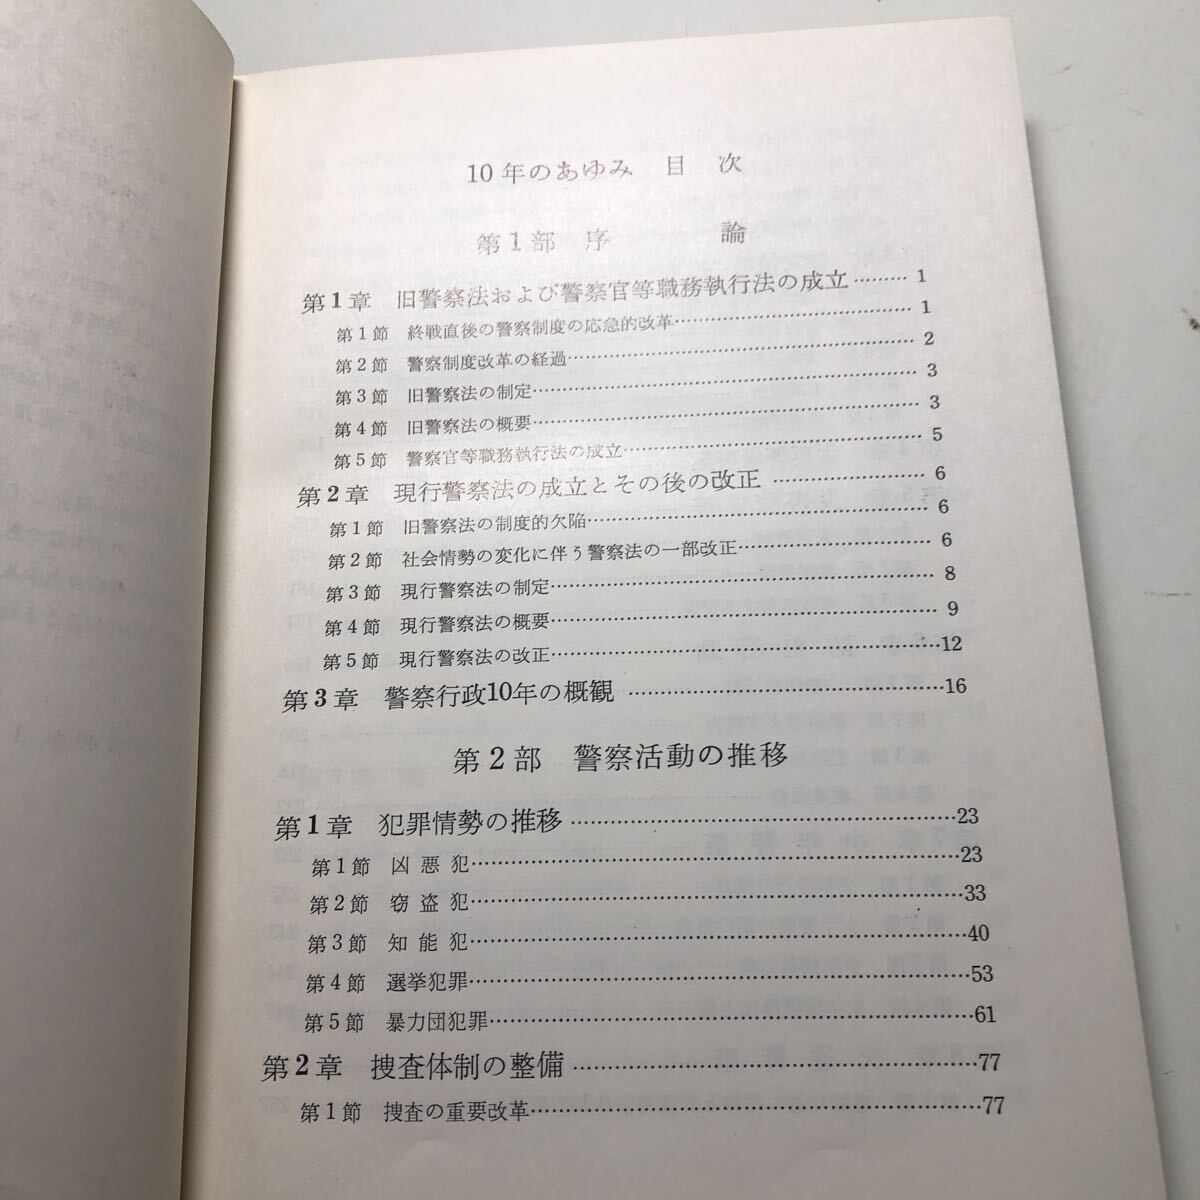 10年のあゆみ 目 次
第1部 序 論
第1章 旧警察法および警察官等職務執行法の成立……… 1
第1節 終戦直後の警察制度の応急的改革……… 1
第2節 警察制度改革の経過……… 2
第3節 旧警察法の制定……… 3
第4節 旧警察法の概要……… 3
第5節 警察官等職務執行法の成立……… 5
第2章 現行警察法の成立とその後の改正……… 6
第1節 旧警察法の制度的欠陥……… 6
第2節 社会情勢の変化に伴う警察法の一部改正……… 6
第3節 現行警察法の制定……… 8
第4節 現行警察法の概要……… 9
第5節 現行警察法の改正………12
第3章 警察行政10年の概観………16
第2部 警察活動の推移
第1章 犯罪情勢の推移………23
第1節 凶悪犯………23
第2節 窃盗犯………33
第3節 知能犯………40
第4節 選挙犯罪………53
第5節 暴力団犯罪………61
第2章 捜査体制の整備………77
第1節 捜査の重要改革………77